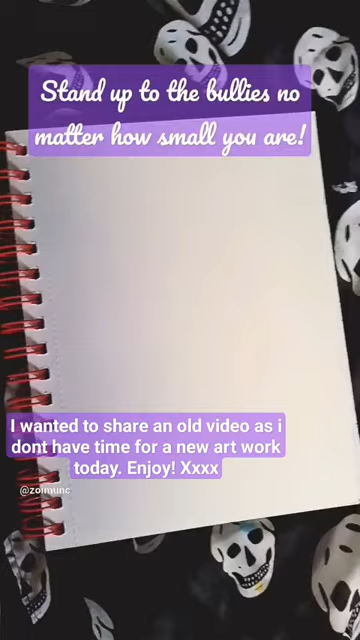 Stand up to the bullies no
matter how small you are!
I wanted to share an old video as i
dont have time for a new art work
today. Enjoy! Xxxx
@zoimunc